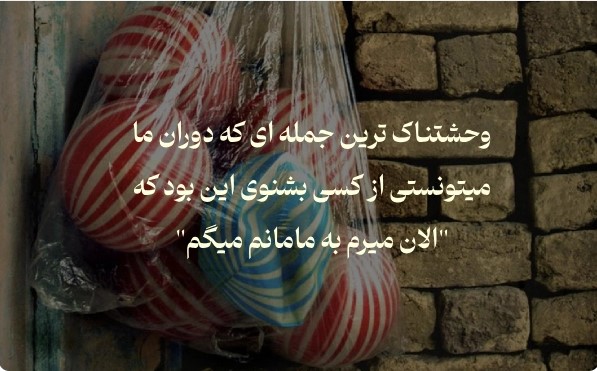 وحشتناک ترین جمله ای که دوران ما
میتونستی از کسی بشنوی این بود که
"الان میرم به مامانم میگم"